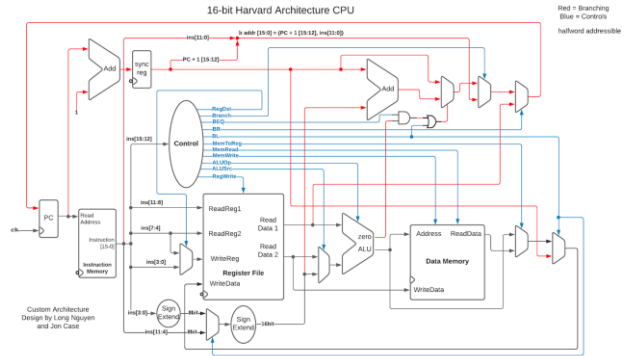 16-bit Harvard Architecture CPU
Red = Branching
Blue = Controls
halfword addressible
ins[11:0]
b addr [15:0] = (PC + 1 [15:12], ins[11:0])
PC + 1 [15:12]
Add
sync
reg
1
Add
ins[15:12]
Control
RegDst
Branch
BEQ
BR
BL
MemToReg
MemRead
MemWrite
ALUOp
ALUSrc
RegWrite
PC
clk
Read
Address
Instruction
[15-0]
Instruction
Memory
ins[11:8]
ins[7:4]
ins[3:0]
ReadReg1
ReadReg2
WriteReg
WriteData
Read
Data 1
Read
Data 2
Register File
zero
ALU
Address
ReadData
Data Memory
WriteData
Custom Architecture
Design by Long Nguyen
and Jon Case
ins[3:0]
Sign
Extend
8bit
ins[11:4]
8bit
Sign
Extend
16bit